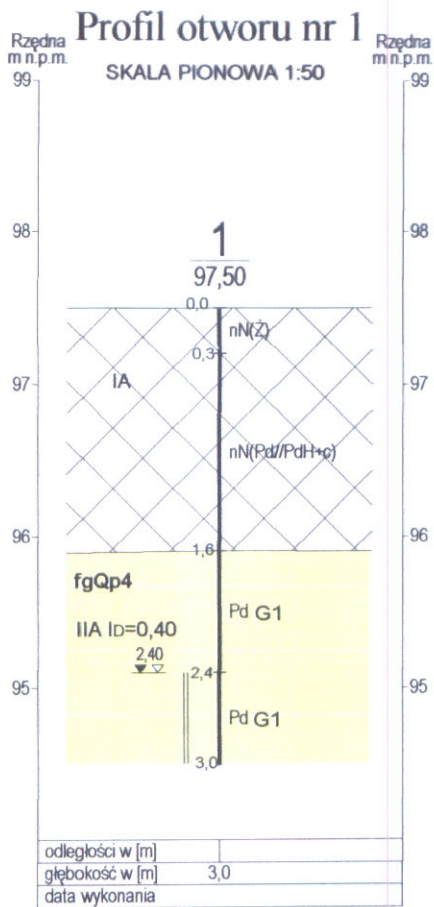 Profil otworu nr 1
Rzędna
m n.p.m.
Rzędna
m n.p.m.
SKALA PIONOWA 1:50
99
99
98
98
1
97,50
0,0
nN(Ż)
0,3
IA
97
97
nN(Pd//PdH+c)
96
96
1,6
fgQp4
Pd G1
IIA ID=0,40
2,40
2,4
95
95
Pd G1
3,0
odległości w [m]
głębokość w [m] 3,0
data wykonania